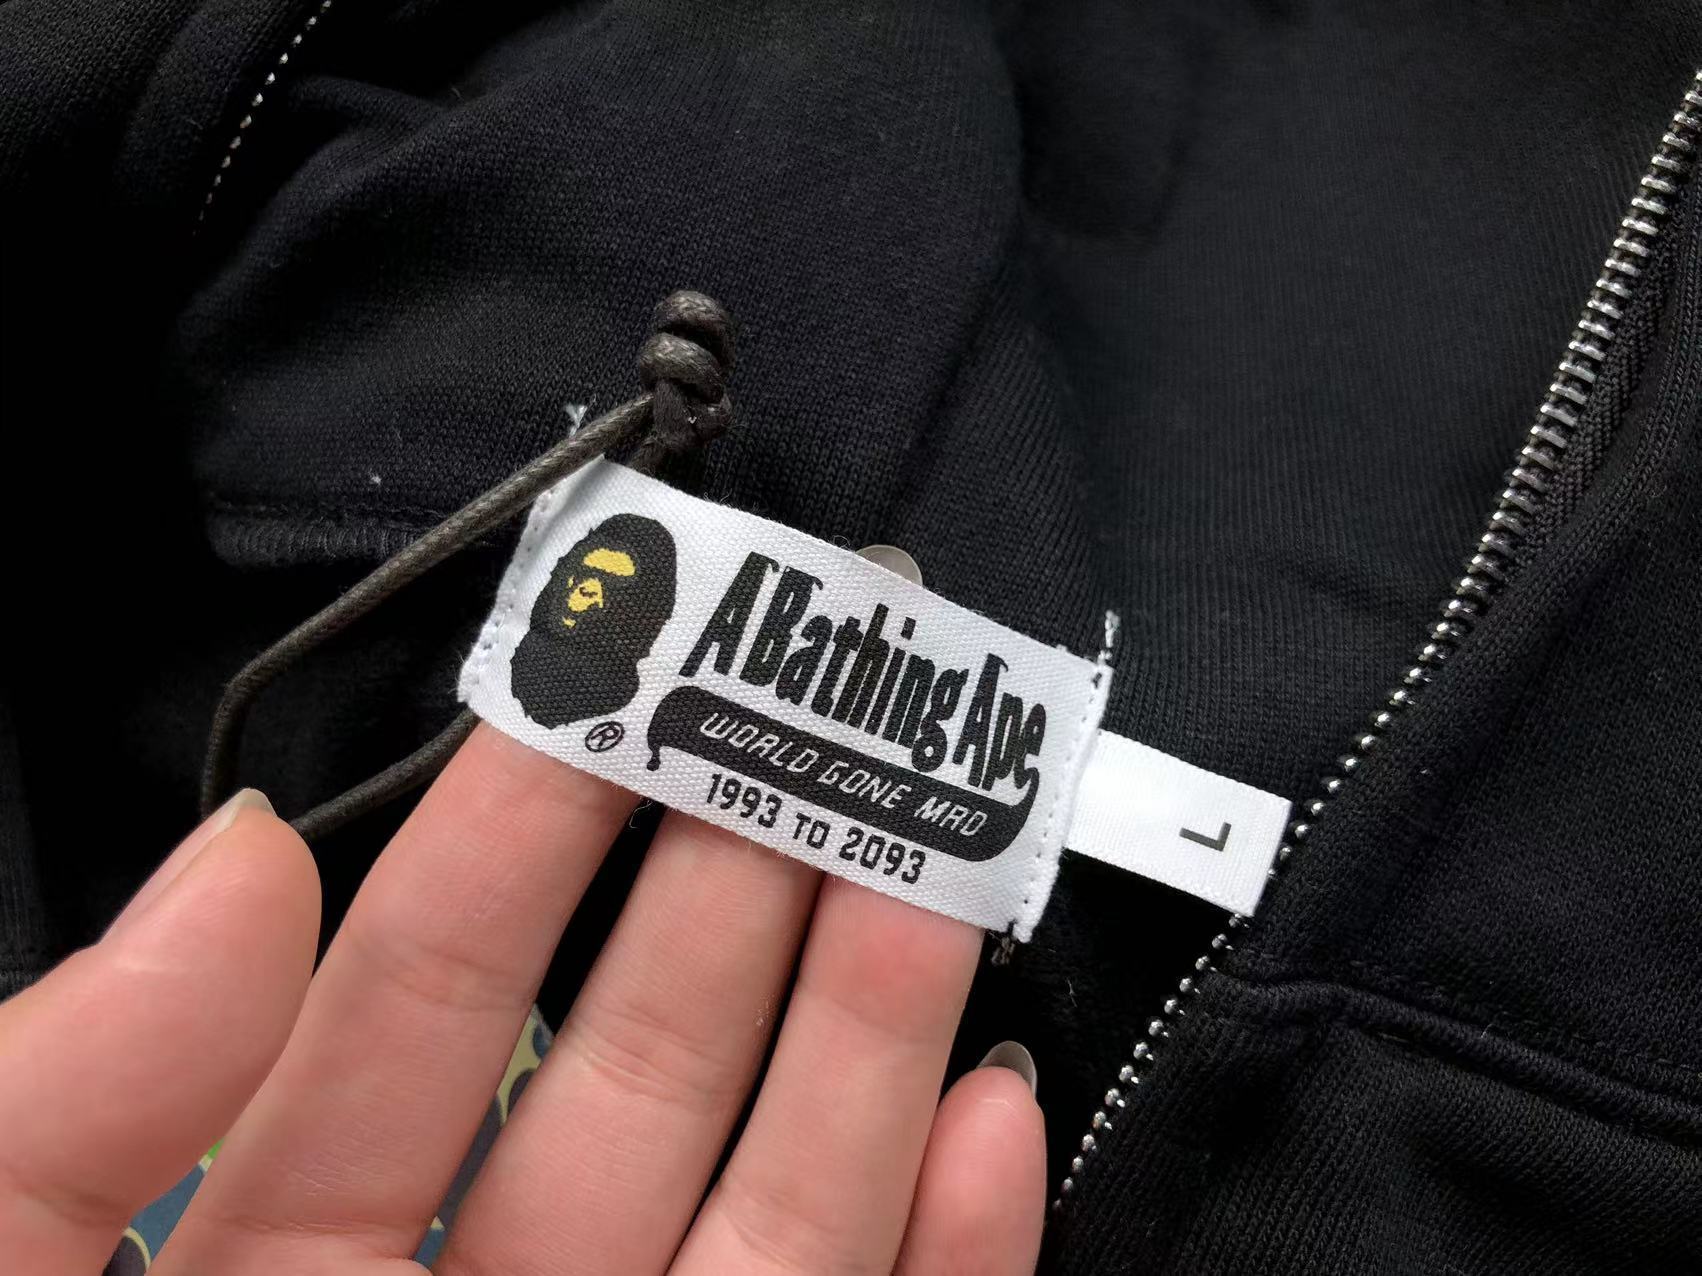 A Bathing Ape
WORLD GONE MAD
1993 TO 2093
®
L